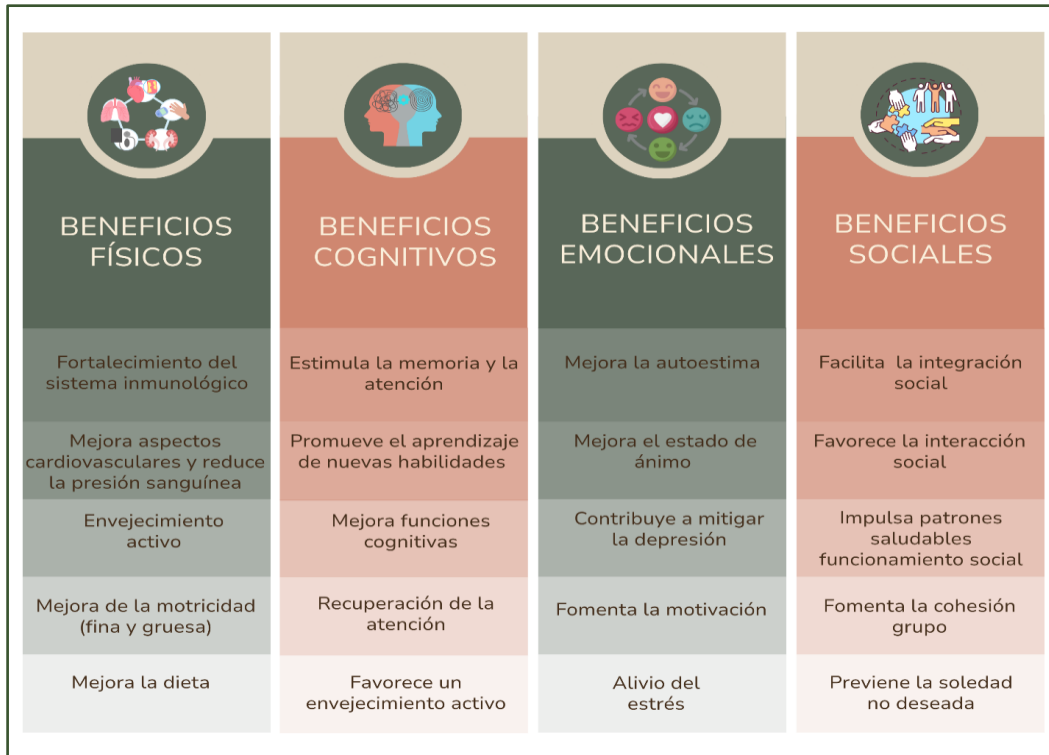 BENEFICIOS
FÍSICOS
Fortalecimiento del
sistema inmunológico
Mejora aspectos
cardiovasculares y reduce
la presión sanguínea
Envejecimiento
activo
Mejora de la motricidad
(fina y gruesa)
Mejora la dieta
BENEFICIOS
COGNITIVOS
Estimula la memoria y la
atención
Promueve el aprendizaje
de nuevas habilidades
Mejora funciones
cognitivas
Recuperación de la
atención
Favorece un
envejecimiento activo
BENEFICIOS
EMOCIONALES
Mejora la autoestima
Mejora el estado de
ánimo
Contribuye a mitigar
la depresión
Fomenta la motivación
Alivio del
estrés
BENEFICIOS
SOCIALES
Facilita la integración
social
Favorece la interacción
social
Impulsa patrones
saludables
funcionamiento social
Fomenta la cohesión
grupo
Previene la soledad
no deseada